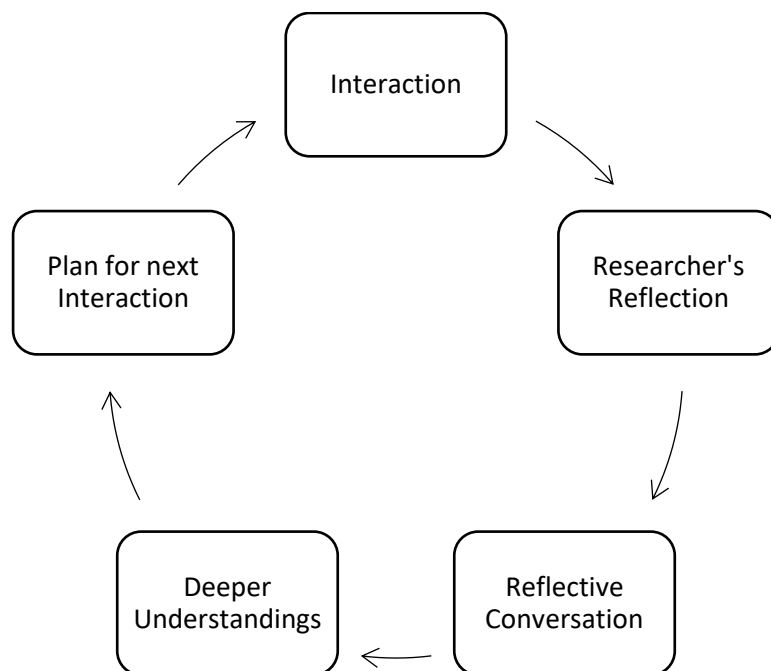 Interaction
Researcher's
Reflection
Reflective
Conversation
Deeper
Understandings
Plan for next
Interaction